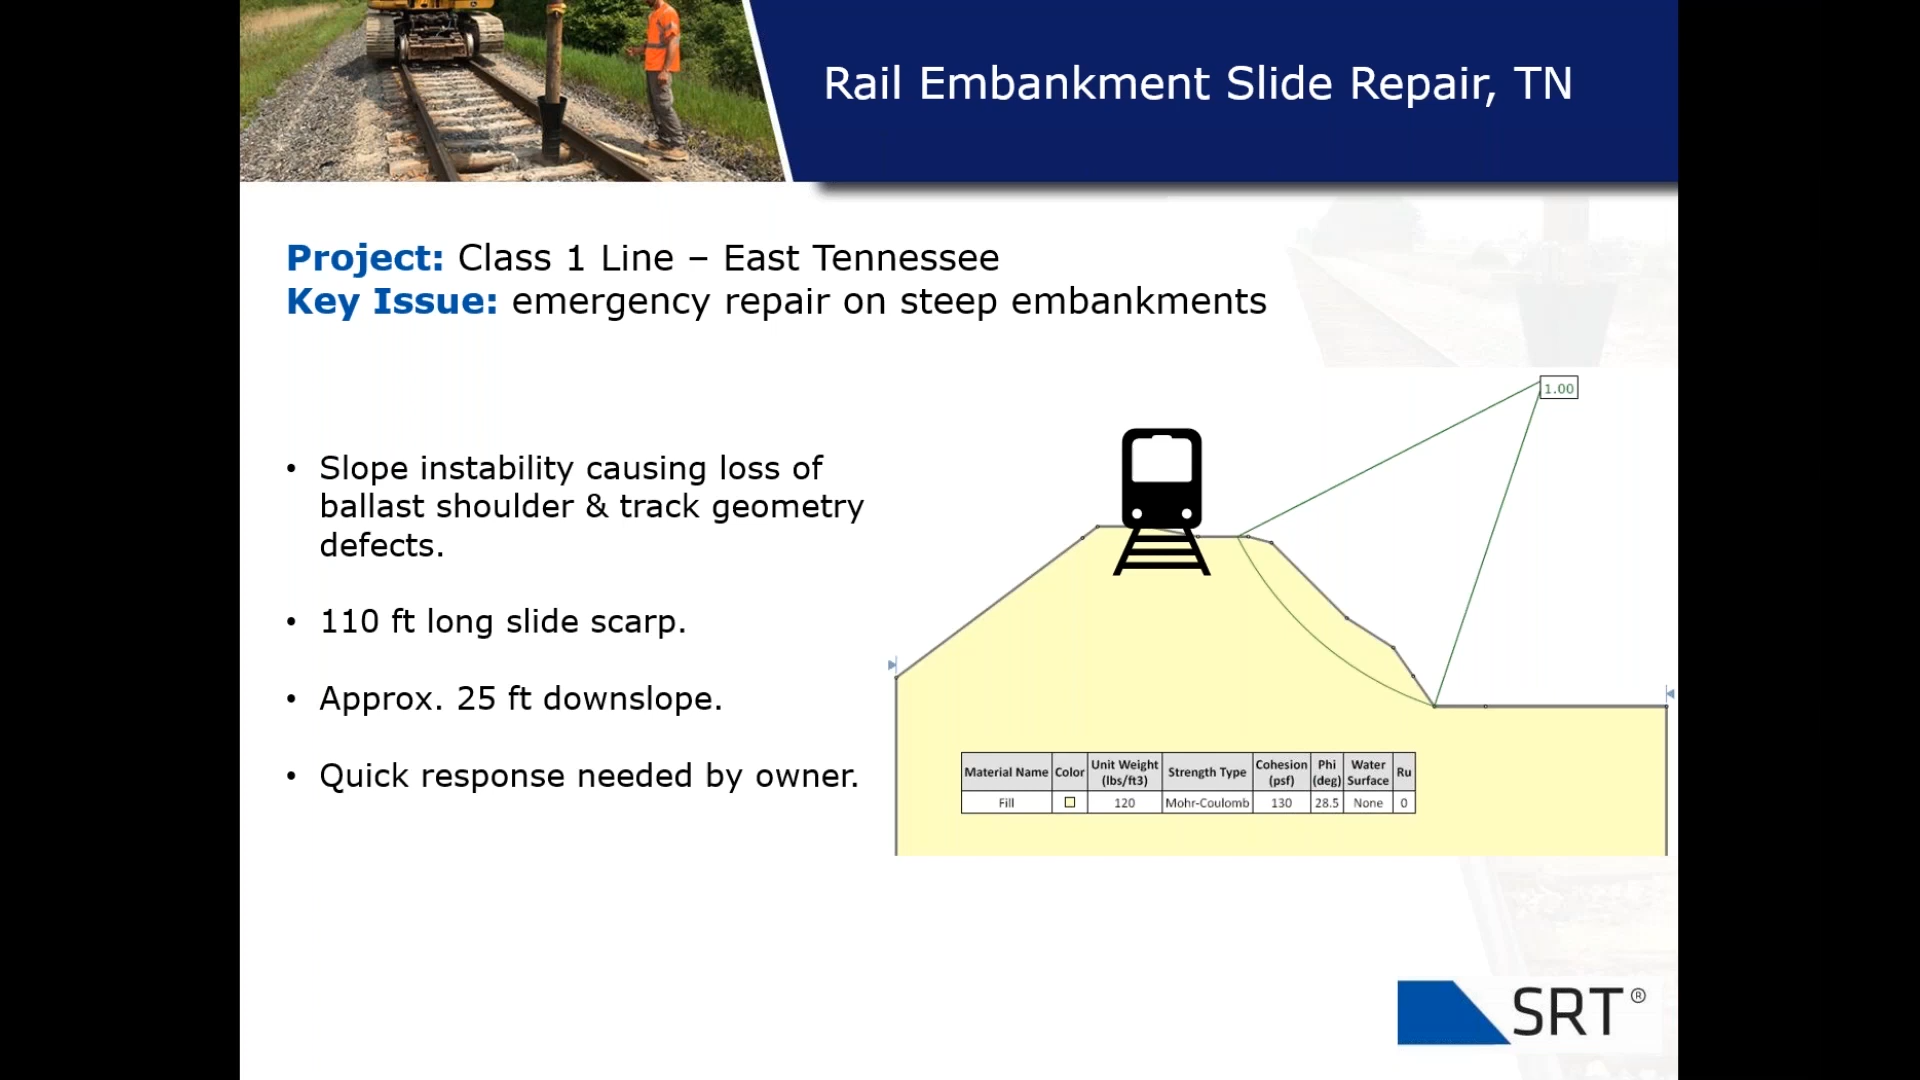 Rail Embankment Slide Repair, TN
Project: Class 1 Line – East Tennessee
Key Issue: emergency repair on steep embankments
• Slope instability causing loss of
ballast shoulder & track geometry
defects.
• 110 ft long slide scarp.
• Approx. 25 ft downslope.
• Quick response needed by owner.
1.00
Material Name Color Unit Weight (lbs/ft3) Strength Type Cohesion (psf) Phi (deg) Water Surface Ru
Fill 120 Mohr-Coulomb 130 28.5 None 0
SRT®